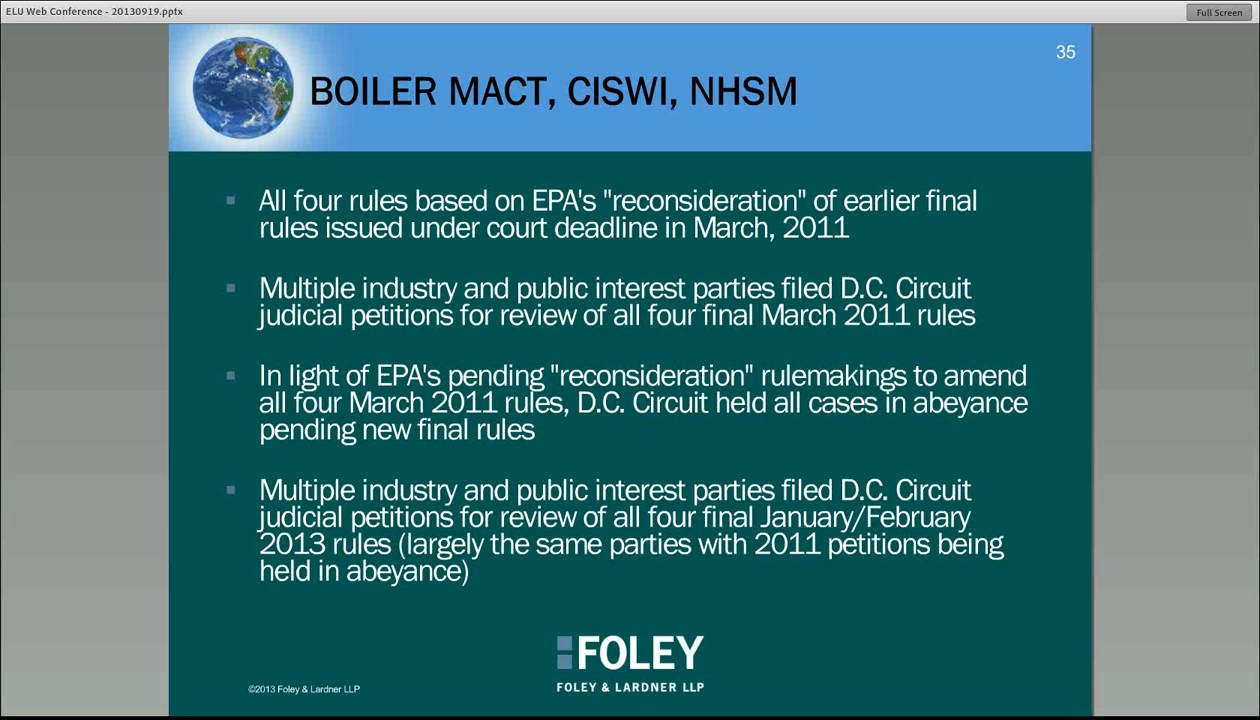 ELU Web Conference - 20130919.pptx
Full Screen
35
BOILER MACT, CISWI, NHSM
▪ All four rules based on EPA's "reconsideration" of earlier final
rules issued under court deadline in March, 2011
▪ Multiple industry and public interest parties filed D.C. Circuit
judicial petitions for review of all four final March 2011 rules
▪ In light of EPA's pending "reconsideration" rulemakings to amend
all four March 2011 rules, D.C. Circuit held all cases in abeyance
pending new final rules
▪ Multiple industry and public interest parties filed D.C. Circuit
judicial petitions for review of all four final January/February
2013 rules (largely the same parties with 2011 petitions being
held in abeyance)
FOLEY
FOLEY & LARDNER LLP
©2013 Foley & Lardner LLP